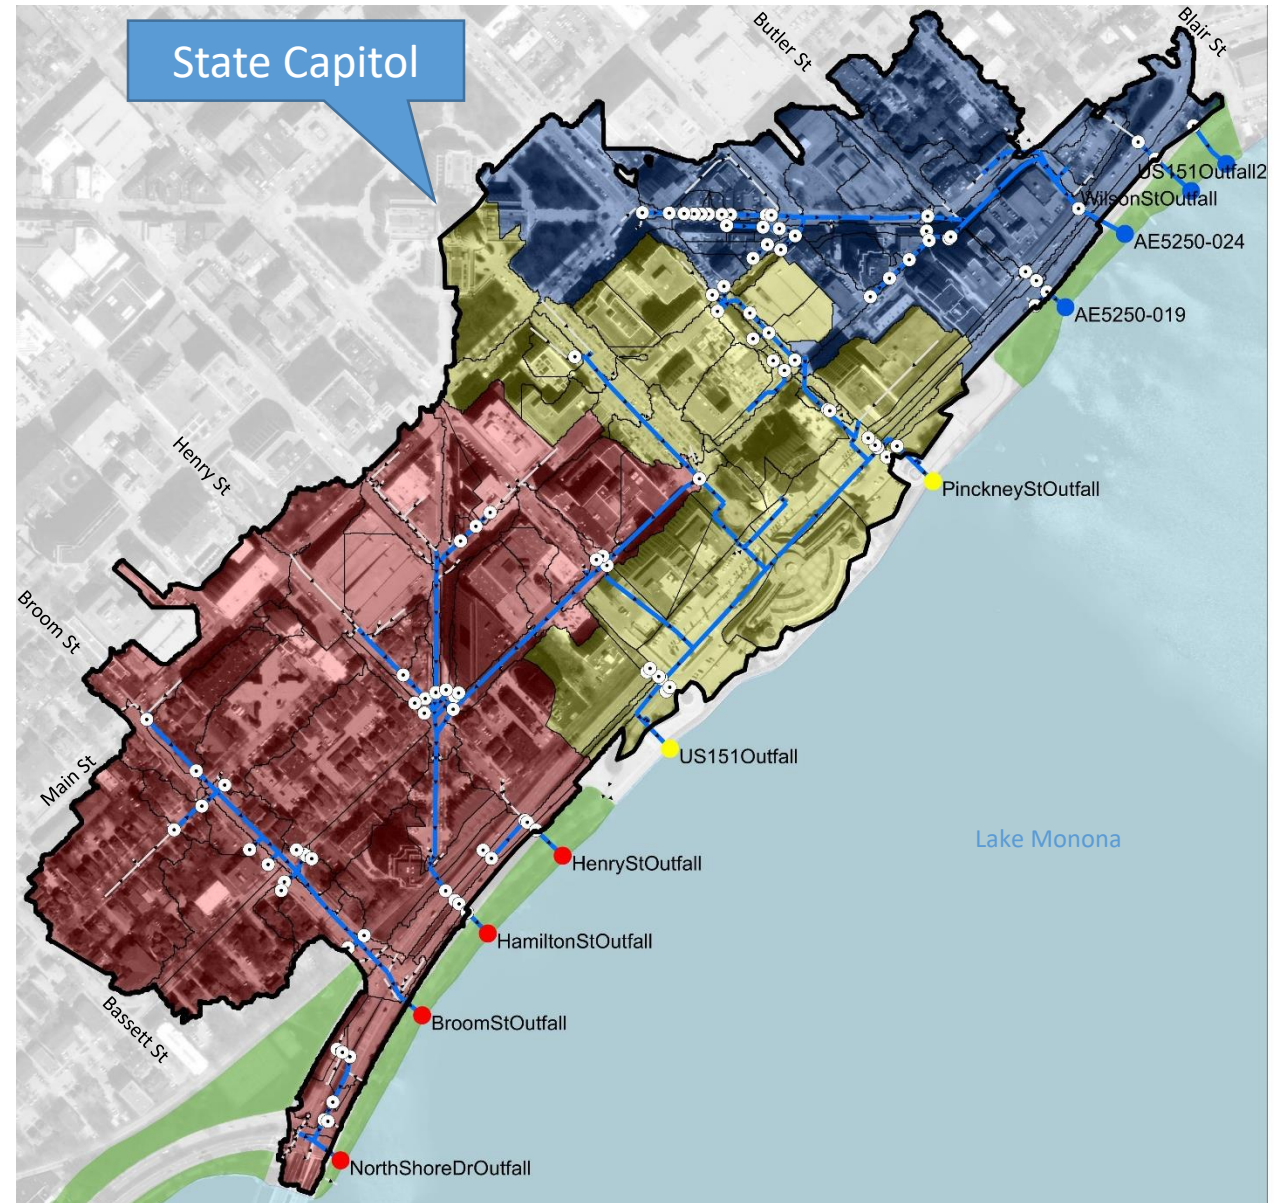 Blair St
Butler St
State Capitol
US151Outfall2
WilsonStOutfall
AE5250-024
AE5250-019
Henry St
PinckneyStOutfall
Broom St
US151Outfall
Main St
Lake Monona
HenryStOutfall
HamiltonStOutfall
Bassett St
BroomStOutfall
NorthShoreDrOutfall